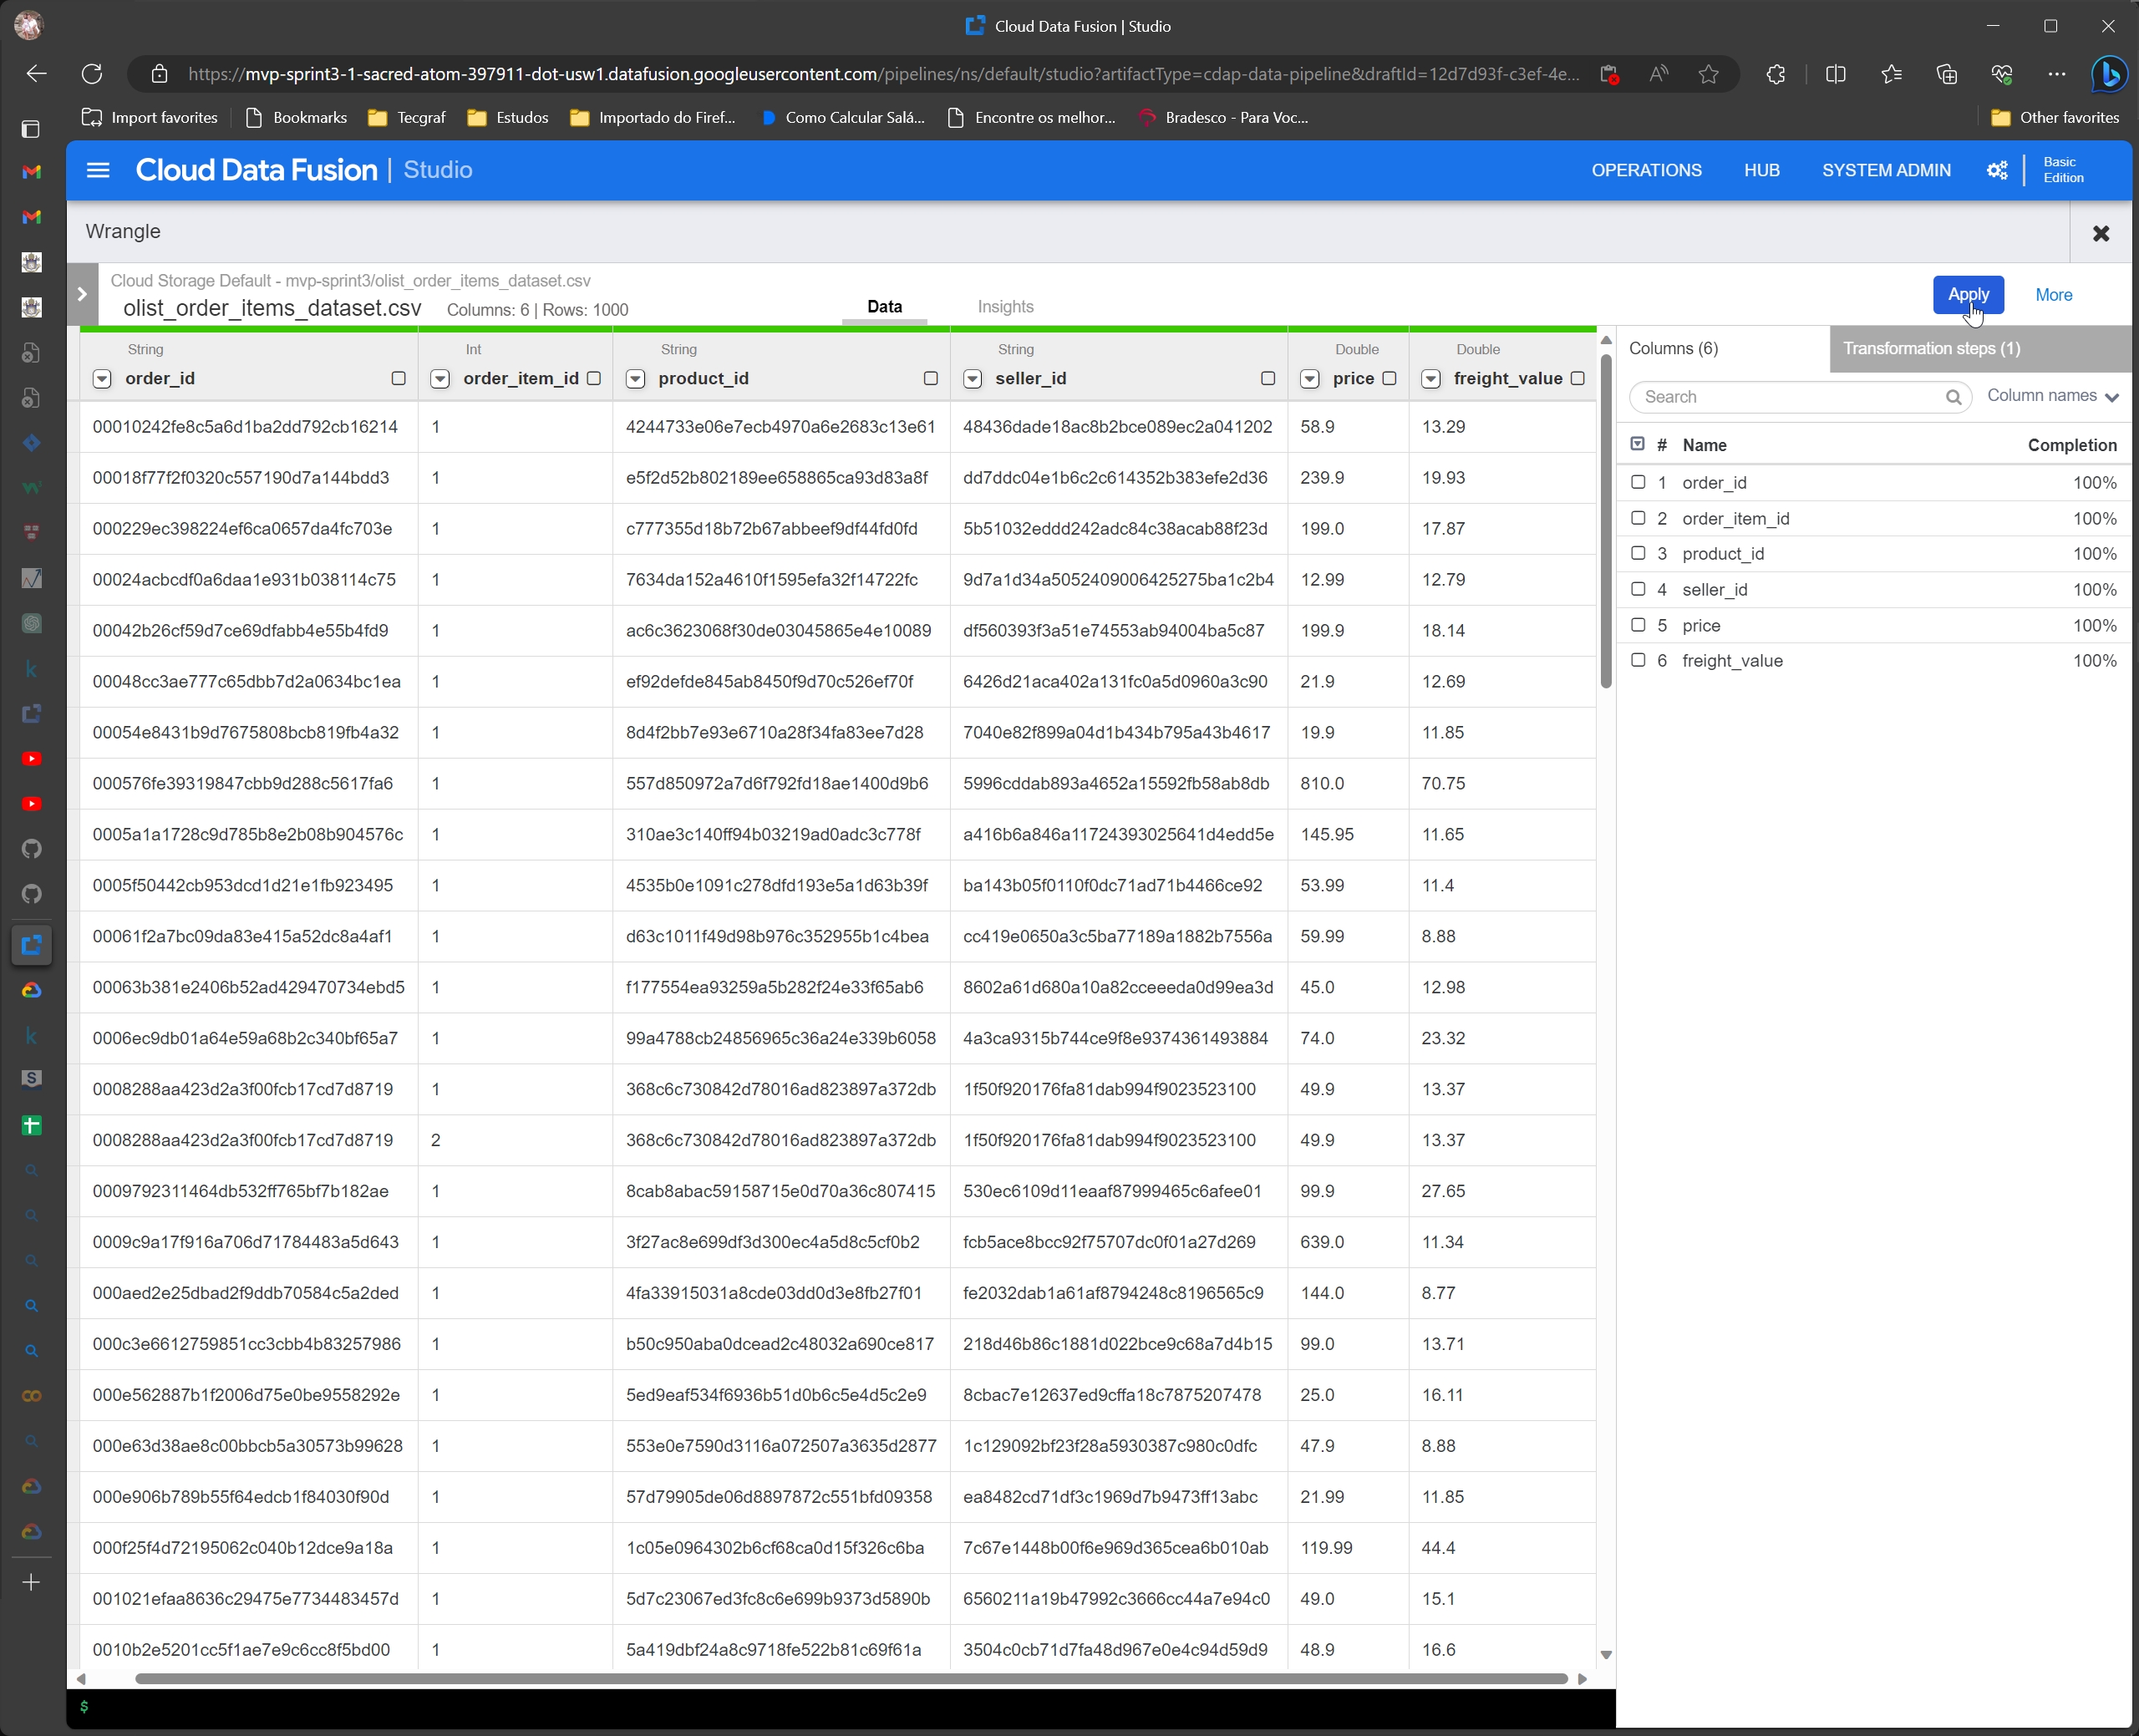 Cloud Data Fusion | Studio
https://mvp-sprint3-1-sacred-atom-397911-dot-usw1.datafusion.googleusercontent.com/pipelines/ns/default/studio?artifactType=cdap-data-pipeline&draftId=12d7d93f-c3ef-4e...
Import favorites Bookmarks Tecgraf Estudos Importado do Firef... Como Calcular Salá... Encontre os melhor... Bradesco - Para Voc... Other favorites
Cloud Data Fusion | Studio OPERATIONS HUB SYSTEM ADMIN Basic Edition
Wrangle
Cloud Storage Default - mvp-sprint3/olist_order_items_dataset.csv
olist_order_items_dataset.csv Columns: 6 | Rows: 1000 Data Insights Apply More
String Int String String Double Double
order_id order_item_id product_id seller_id price freight_value
00010242fe8c5a6d1ba2dd792cb16214 1 4244733e06e7ecb4970a6e2683c13e61 48436dade18ac8b2bce089ec2a041202 58.9 13.29
00018f77f2f0320c557190d7a144bdd3 1 e5f2d52b802189ee658865ca93d83a8f dd7ddc04e1b6c2c614352b383efe2d36 239.9 19.93
000229ec398224ef6ca0657da4fc703e 1 c777355d18b72b67abbeef9df44fd0fd 5b51032eddd242adc84c38acab88f23d 199.0 17.87
00024acbcdf0a6daa1e931b038114c75 1 7634da152a4610f1595efa32f14722fc 9d7a1d34a5052409006425275ba1c2b4 12.99 12.79
00042b26cf59d7ce69dfabb4e55b4fd9 1 ac6c3623068f30de03045865e4e10089 df560393f3a51e74553ab94004ba5c87 199.9 18.14
00048cc3ae777c65dbb7d2a0634bc1ea 1 ef92defde845ab8450f9d70c526ef70f 6426d21aca402a131fc0a5d0960a3c90 21.9 12.69
00054e8431b9d7675808bcb819fb4a32 1 8d4f2bb7e93e6710a28f34fa83ee7d28 7040e82f899a04d1b434b795a43b4617 19.9 11.85
000576fe39319847cbb9d288c5617fa6 1 557d850972a7d6f792fd18ae1400d9b6 5996cddab893a4652a15592fb58ab8db 810.0 70.75
0005a1a1728c9d785b8e2b08b904576c 1 310ae3c140ff94b03219ad0adc3c778f a416b6a846a11724393025641d4edd5e 145.95 11.65
0005f50442cb953dcd1d21e1fb923495 1 4535b0e1091c278dfd193e5a1d63b39f ba143b05f0110f0dc71ad71b4466ce92 53.99 11.4
00061f2a7bc09da83e415a52dc8a4af1 1 d63c1011f49d98b976c352955b1c4bea cc419e0650a3c5ba77189a1882b7556a 59.99 8.88
00063b381e2406b52ad429470734ebd5 1 f177554ea93259a5b282f24e33f65ab6 8602a61d680a10a82cceeeda0d99ea3d 45.0 12.98
0006ec9db01a64e59a68b2c340bf65a7 1 99a4788cb24856965c36a24e339b6058 4a3ca9315b744ce9f8e9374361493884 74.0 23.32
0008288aa423d2a3f00fcb17cd7d8719 1 368c6c730842d78016ad823897a372db 1f50f920176fa81dab994f9023523100 49.9 13.37
0008288aa423d2a3f00fcb17cd7d8719 2 368c6c730842d78016ad823897a372db 1f50f920176fa81dab994f9023523100 49.9 13.37
0009792311464db532ff765bf7b182ae 1 8cab8abac59158715e0d70a36c807415 530ec6109d11eaaf87999465c6afee01 99.9 27.65
0009c9a17f916a706d71784483a5d643 1 3f27ac8e699df3d300ec4a5d8c5cf0b2 fcb5ace8bcc92f75707dc0f01a27d269 639.0 11.34
000aed2e25dbad2f9ddb70584c5a2ded 1 4fa33915031a8cde03dd0d3e8fb27f01 fe2032dab1a61af8794248c8196565c9 144.0 8.77
000c3e6612759851cc3cbb4b83257986 1 b50c950aba0dcead2c48032a690ce817 218d46b86c1881d022bce9c68a7d4b15 99.0 13.71
000e562887b1f2006d75e0be9558292e 1 5ed9eaf534f6936b51d0b6c5e4d5c2e9 8cbac7e12637ed9cffa18c7875207478 25.0 16.11
000e63d38ae8c00bbcb5a30573b99628 1 553e0e7590d3116a072507a3635d2877 1c129092bf23f28a5930387c980c0dfc 47.9 8.88
000e906b789b55f64edcb1f84030f90d 1 57d79905de06d8897872c551bfd09358 ea8482cd71df3c1969d7b9473ff13abc 21.99 11.85
000f25f4d72195062c040b12dce9a18a 1 1c05e0964302b6cf68ca0d15f326c6ba 7c67e1448b00f6e969d365cea6b010ab 119.99 44.4
001021efaa8636c29475e7734483457d 1 5d7c23067ed3fc8c6e699b9373d5890b 6560211a19b47992c3666cc44a7e94c0 49.0 15.1
0010b2e5201cc5f1ae7e9c6cc8f5bd00 1 5a419dbf24a8c9718fe522b81c69f61a 3504c0cb71d7fa48d967e0e4c94d59d9 48.9 16.6
$
Columns (6) Transformation steps (1)
Search Column names
# Name Completion
1 order_id 100%
2 order_item_id 100%
3 product_id 100%
4 seller_id 100%
5 price 100%
6 freight_value 100%